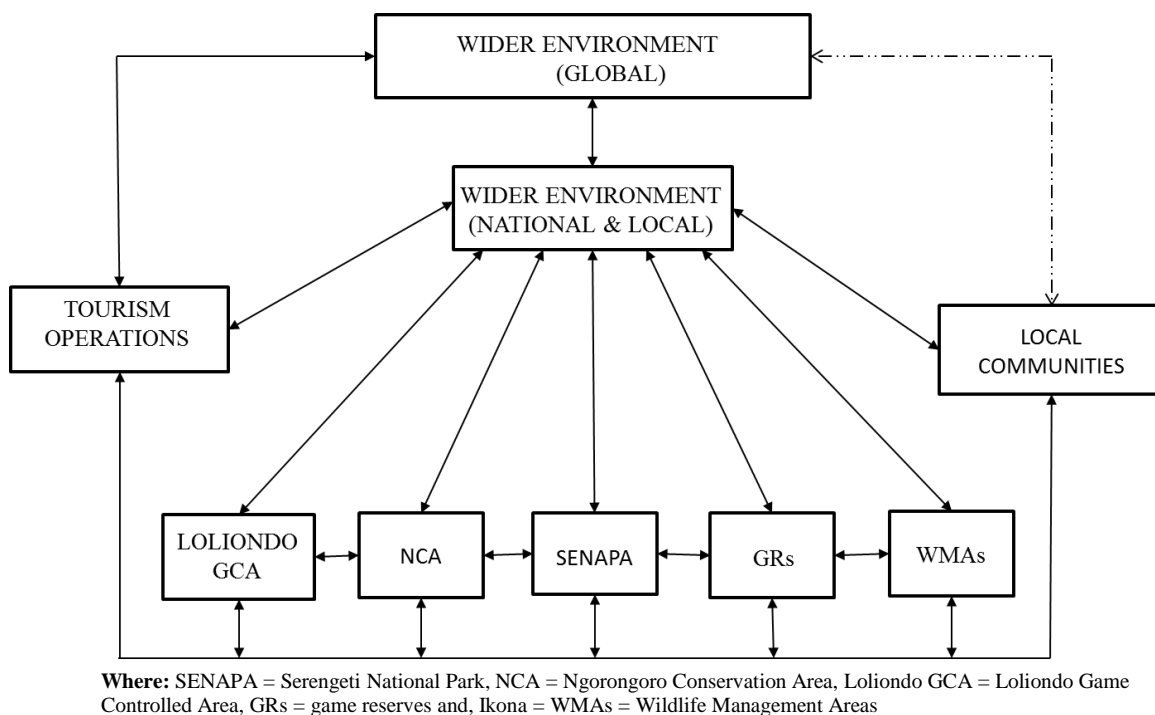 WIDER ENVIRONMENT
(GLOBAL)
WIDER ENVIRONMENT
(NATIONAL & LOCAL)
TOURISM
OPERATIONS
LOCAL
COMMUNITIES
LOLIONDO
GCA
NCA
SENAPA
GRs
WMAs
Where: SENAPA = Serengeti National Park, NCA = Ngorongoro Conservation Area, Loliondo GCA = Loliondo Game
Controlled Area, GRs = game reserves and, Ikona = WMAs = Wildlife Management Areas